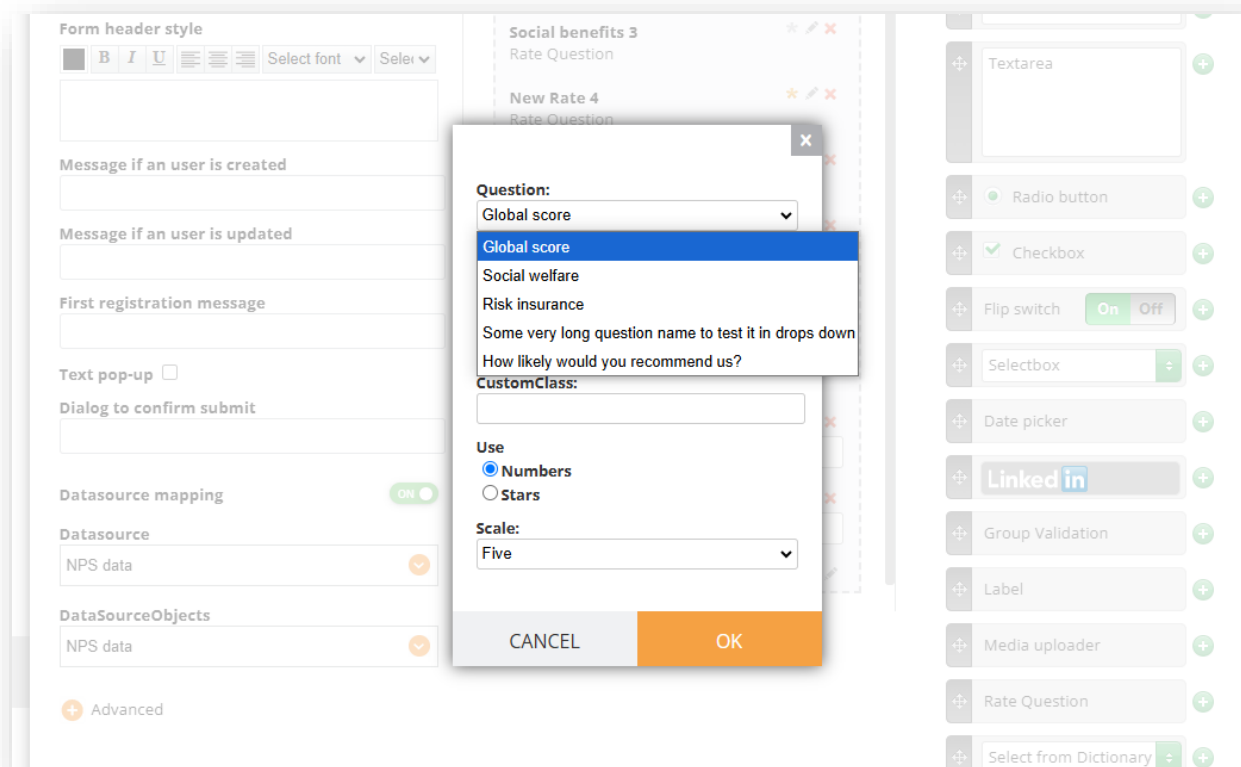 Form header style
B I U Select font Selec
Message if an user is created
Message if an user is updated
First registration message
Text pop-up
Dialog to confirm submit
Datasource mapping
ON
Datasource
NPS data
DataSourceObjects
NPS data
Advanced
Social benefits 3
Rate Question
New Rate 4
Rate Question
x
Question:
Global score
Global score
Social welfare
Risk insurance
Some very long question name to test it in drops down
How likely would you recommend us?
CustomClass:
Use
Numbers
Stars
Scale:
Five
CANCEL
OK
Textarea
Radio button
Checkbox
Flip switch On Off
Selectbox
Date picker
Linked in
Group Validation
Label
Media uploader
Rate Question
Select from Dictionary